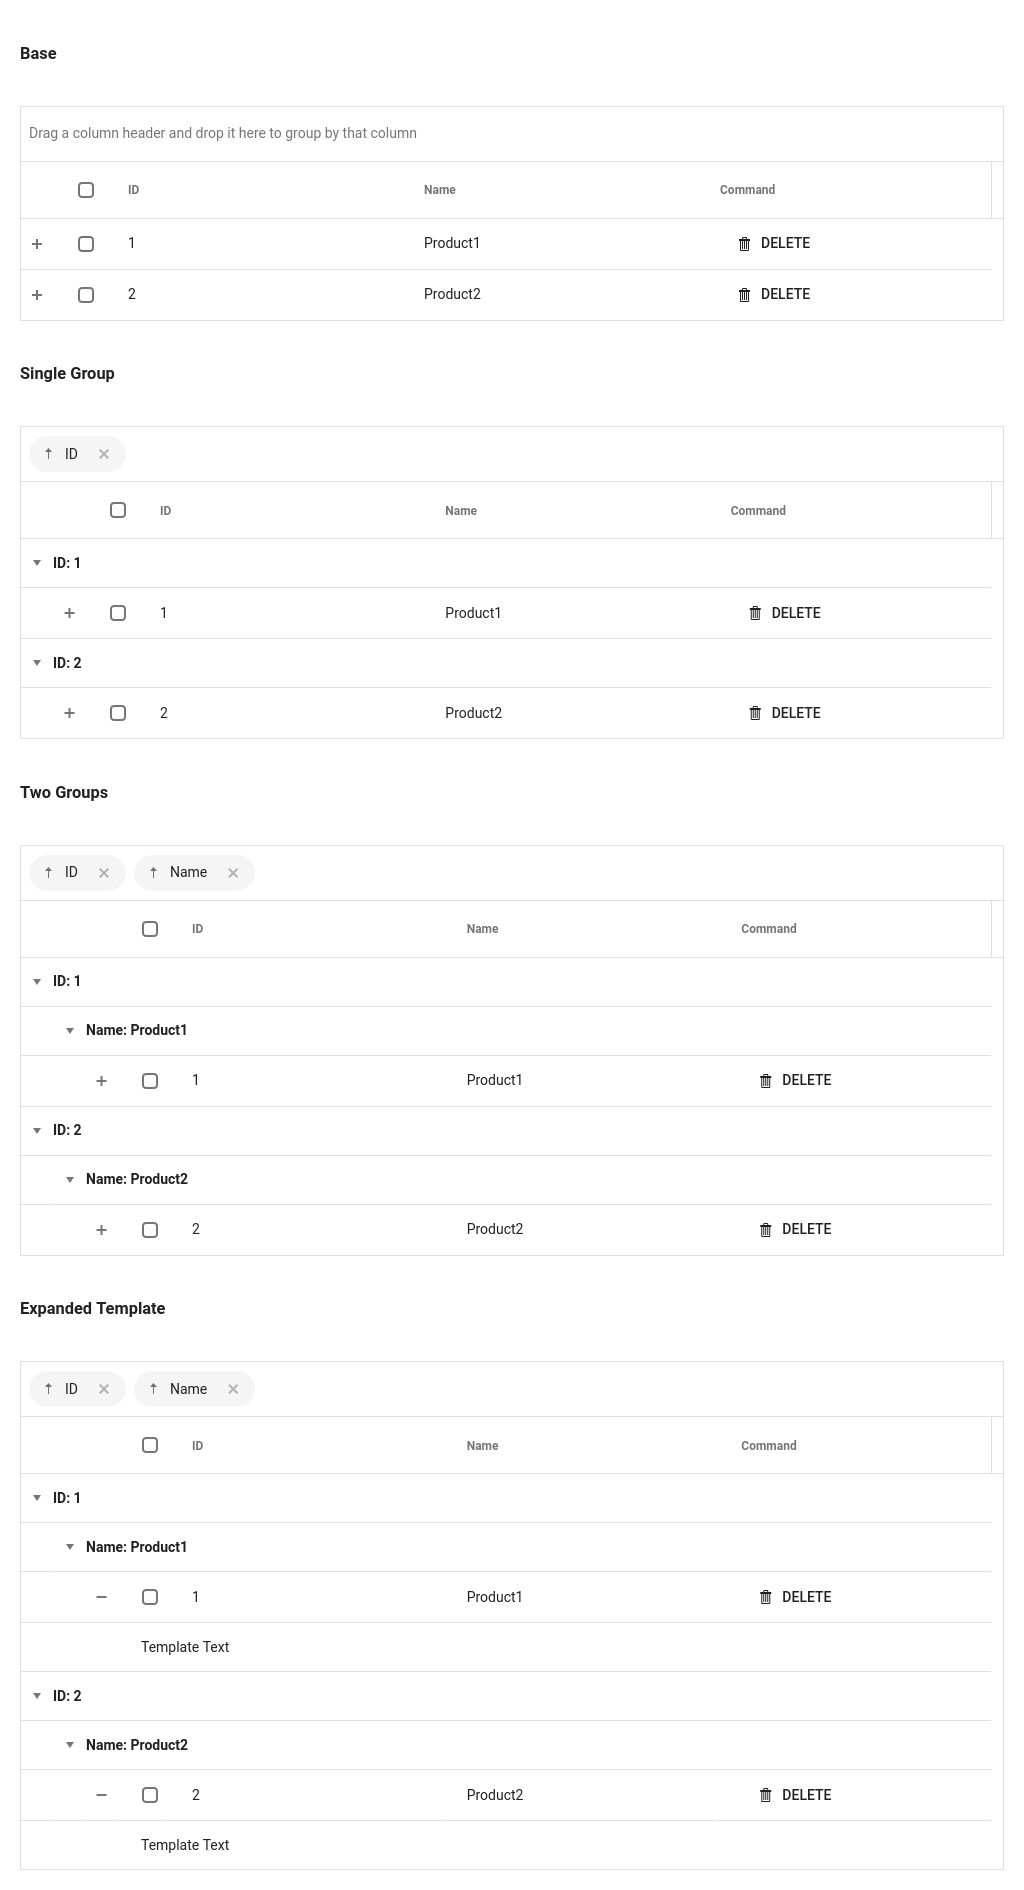 Base
Drag a column header and drop it here to group by that column
ID Name Command
1 Product1 DELETE
2 Product2 DELETE
Single Group
ID
ID Name Command
ID: 1
1 Product1 DELETE
ID: 2
2 Product2 DELETE
Two Groups
ID Name
ID Name Command
ID: 1
Name: Product1
1 Product1 DELETE
ID: 2
Name: Product2
2 Product2 DELETE
Expanded Template
ID Name
ID Name Command
ID: 1
Name: Product1
1 Product1 DELETE
Template Text
ID: 2
Name: Product2
2 Product2 DELETE
Template Text